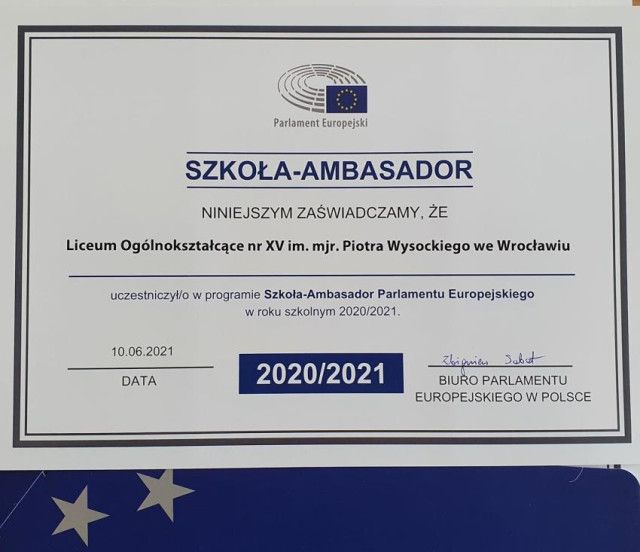 Parlament Europejski
SZKOŁA-AMBASADOR
NINIEJSZYM ZAŚWIADCZAMY, ŻE
Liceum Ogólnokształcące nr XV im. mjr. Piotra Wysockiego we Wrocławiu
uczestniczył/o w programie Szkoła-Ambasador Parlamentu Europejskiego
w roku szkolnym 2020/2021.
10.06.2021
DATA
2020/2021
Zbigniew
BIURO PARLAMENTU
EUROPEJSKIEGO W POLSCE